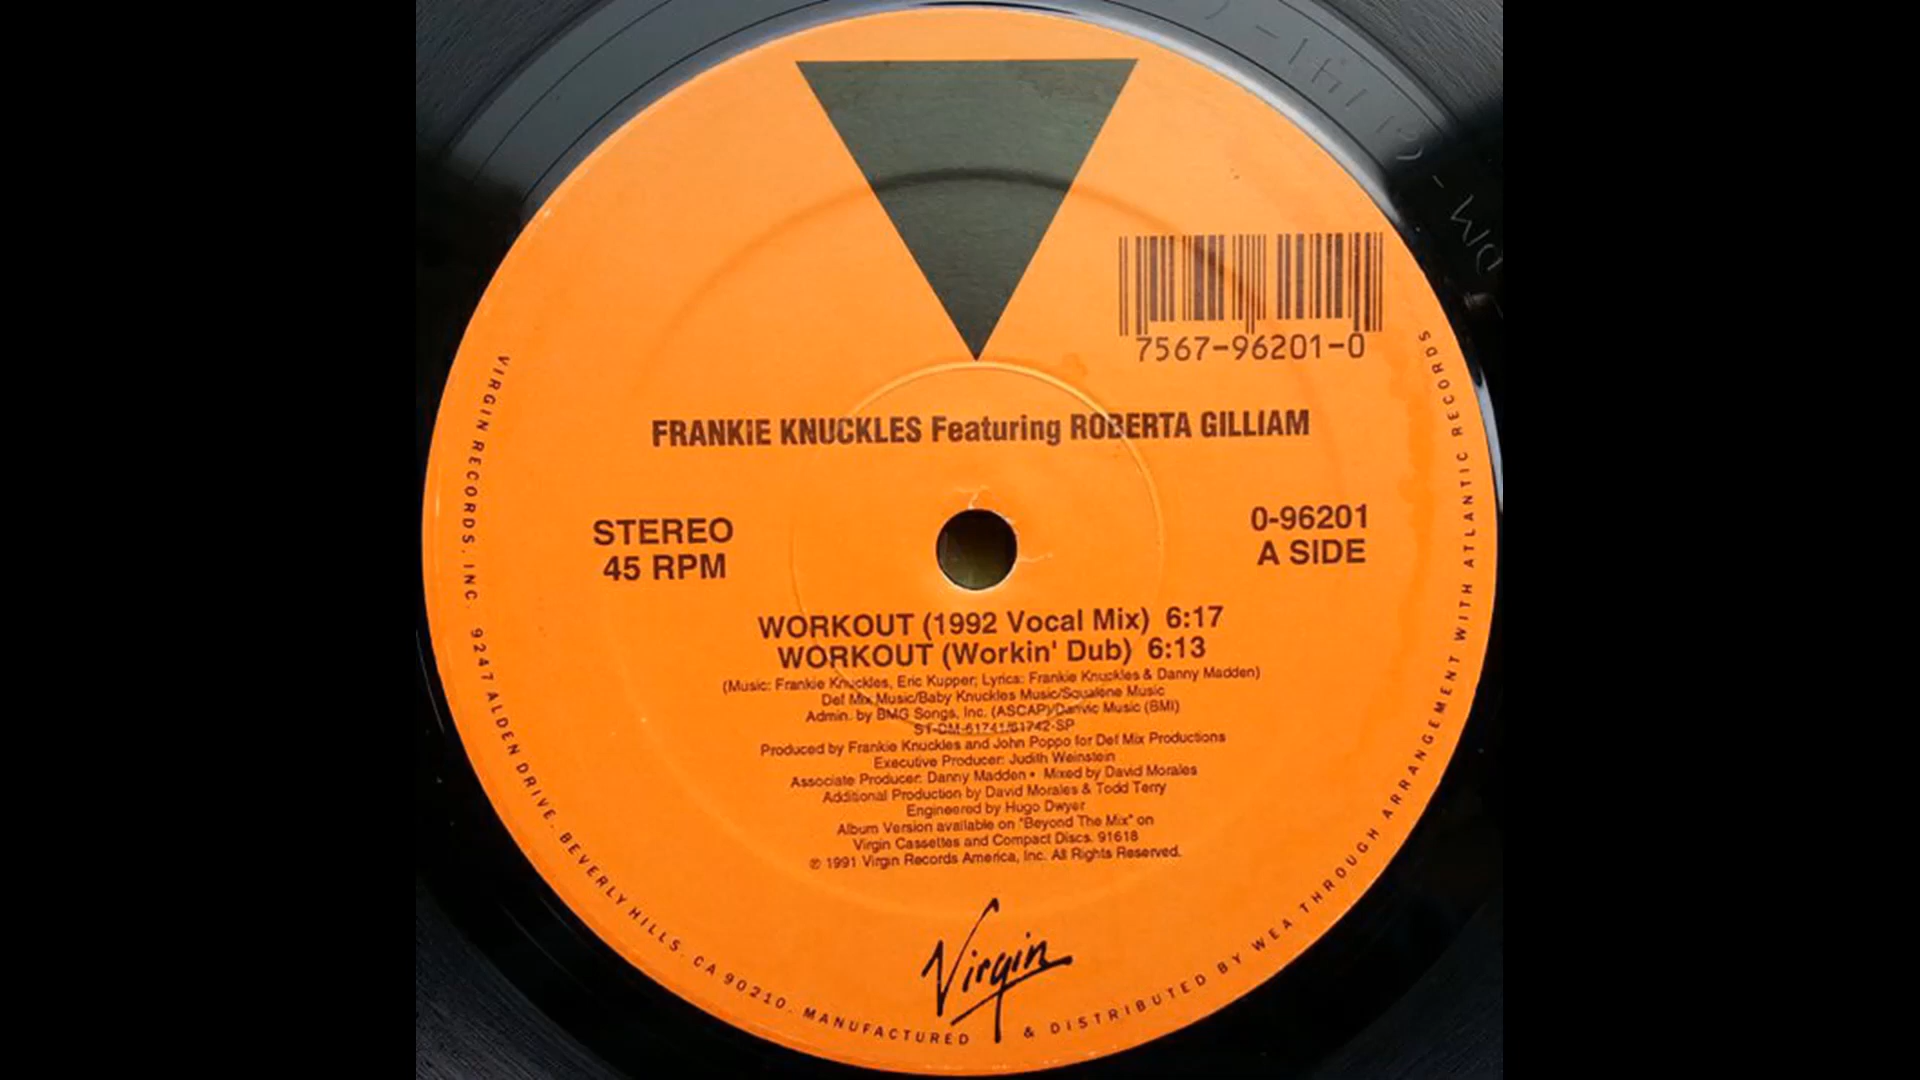 7567-96201-0
FRANKIE KNUCKLES Featuring ROBERTA GILLIAM
STEREO
45 RPM
0-96201
A SIDE
WORKOUT (1992 Vocal Mix) 6:17
WORKOUT (Workin' Dub) 6:13
(Music: Frankie Knuckles, Eric Kupper; Lyrics: Frankie Knuckles & Danny Madden)
Def Mix Music/Baby Knuckles Music/Squalene Music
Admin. by BMG Songs, Inc. (ASCAP)/Danvic Music (BMI)
ST-DM-61741/61742-SP
Produced by Frankie Knuckles and John Poppo for Def Mix Productions
Executive Producer: Judith Weinstein
Associate Producer: Danny Madden • Mixed by David Morales
Additional Production by David Morales & Todd Terry
Engineered by Hugo Dwyer
Album Version available on "Beyond The Mix" on
Virgin Cassettes and Compact Discs. 91618
℗ 1991 Virgin Records America, Inc. All Rights Reserved.
Virgin
VIRGIN RECORDS, INC. 9247 ALDEN DRIVE. BEVERLY HILLS. CA 90210. MANUFACTURED & DISTRIBUTED BY WEA THROUGH ARRANGEMENT WITH ATLANTIC RECORDS